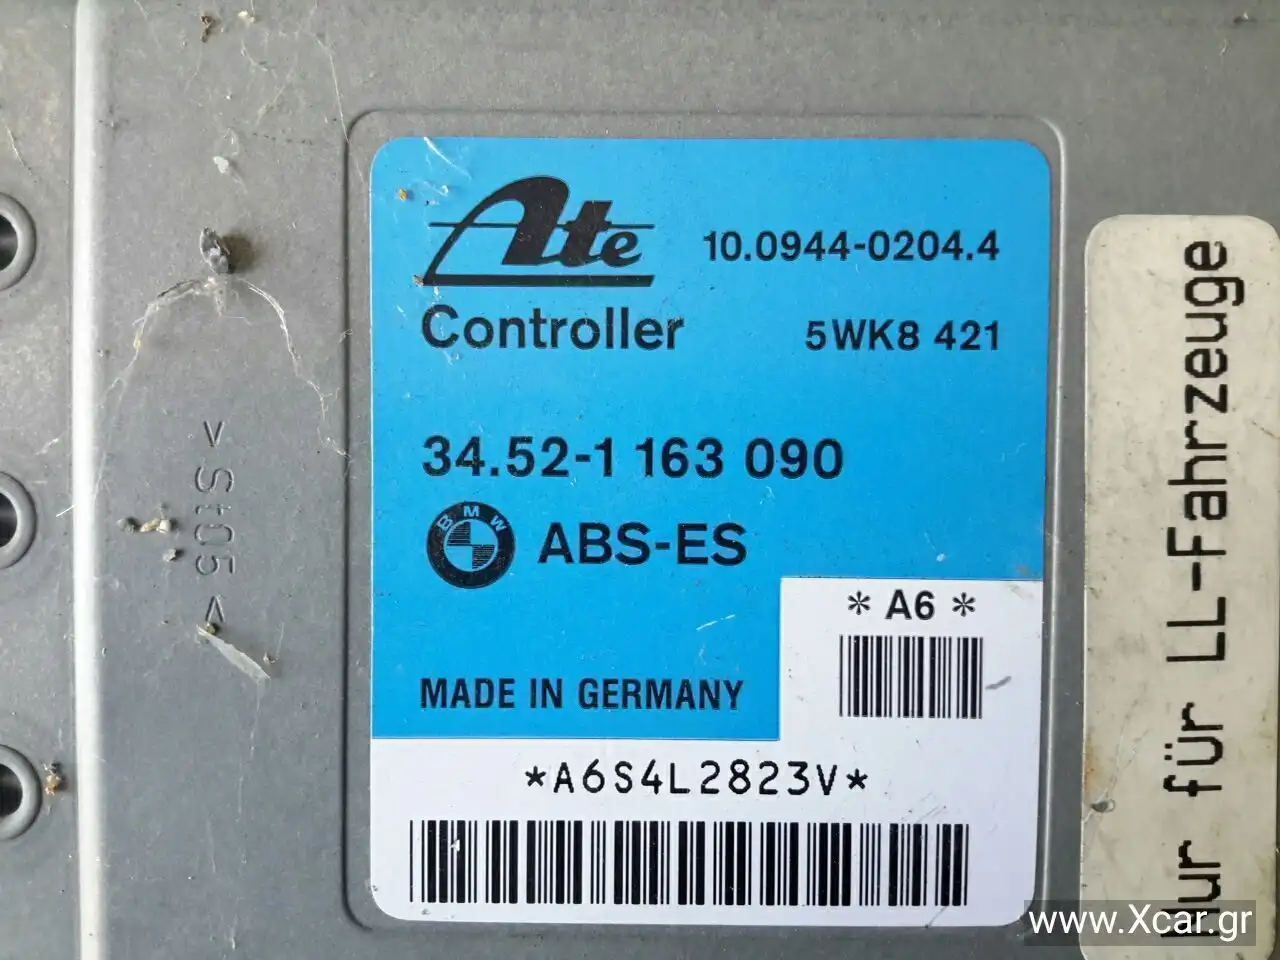 Ate
10.0944-0204.4
Controller
5WK8 421
34.52-1 163 090
BMW
ABS-ES
* A6 *
MADE IN GERMANY
*A6S4L2823V*
>St05<
Nur für LL-Fahrzeuge
www.Xcar.gr